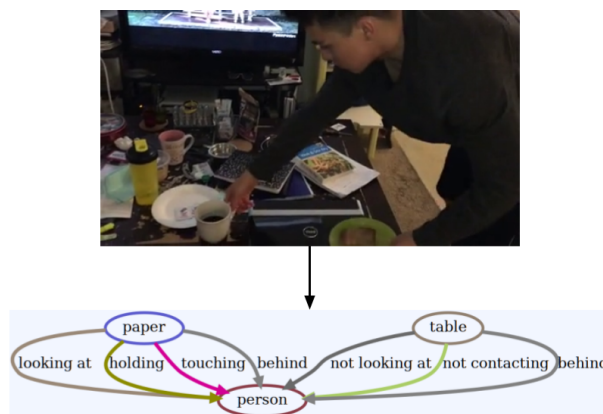 paper
table
looking at
holding
touching
behind
not looking at
not contacting
behind
person